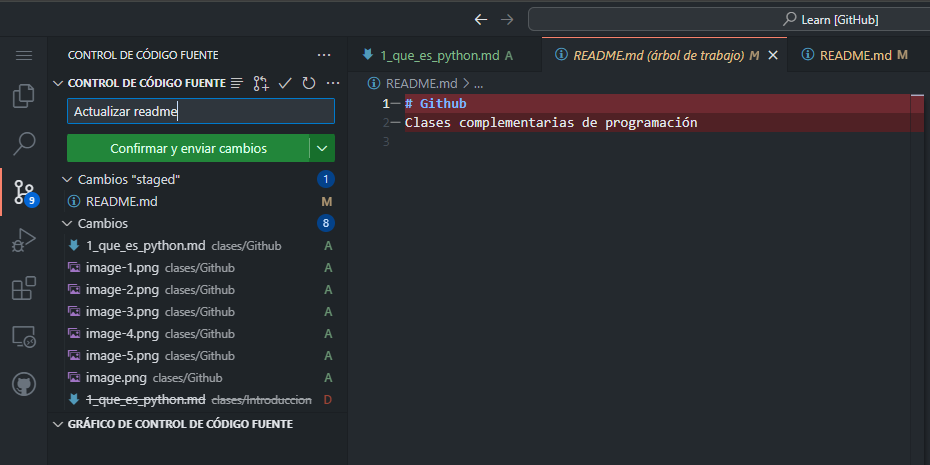 Learn [GitHub]
CONTROL DE CÓDIGO FUENTE
1_que_es_python.md A
README.md (árbol de trabajo) M
README.md M
CONTROL DE CÓDIGO FUENTE
README.md > ...
Actualizar readme
1 # Github
2 Clases complementarias de programación
3
Confirmar y enviar cambios
Cambios "staged" 1
README.md M
9
Cambios 8
1_que_es_python.md clases/Github A
image-1.png clases/Github A
image-2.png clases/Github A
image-3.png clases/Github A
image-4.png clases/Github A
image-5.png clases/Github A
image.png clases/Github A
1_que_es_python.md clases/Introduccion D
GRÁFICO DE CONTROL DE CÓDIGO FUENTE